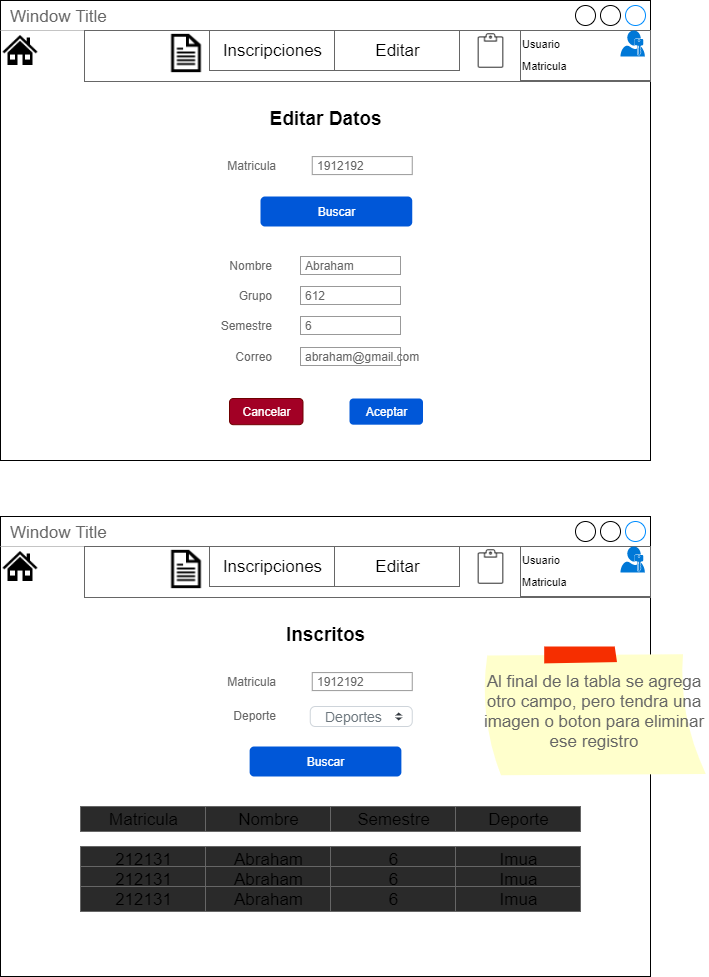 Window Title
Inscripciones Editar Usuario
Matricula
Editar Datos
Matricula 1912192
Buscar
Nombre Abraham
Grupo 612
Semestre 6
Correo abraham@gmail.com
Cancelar Aceptar
Window Title
Inscripciones Editar Usuario
Matricula
Inscritos
Matricula 1912192
Deporte Deportes
Buscar
Al final de la tabla se agrega
otro campo, pero tendra una
imagen o boton para eliminar
ese registro
Matricula Nombre Semestre Deporte
212131 Abraham 6 Imua
212131 Abraham 6 Imua
212131 Abraham 6 Imua